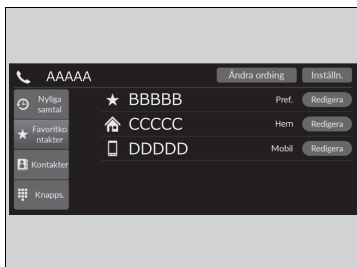 AAAAA
Ändra ordning
Inställn.
Nyliga
samtal
Favoritko
ntakter
Kontakter
Knapps.
BBBBB
Pref.
Redigera
CCCCC
Hem
Redigera
DDDDD
Mobil
Redigera